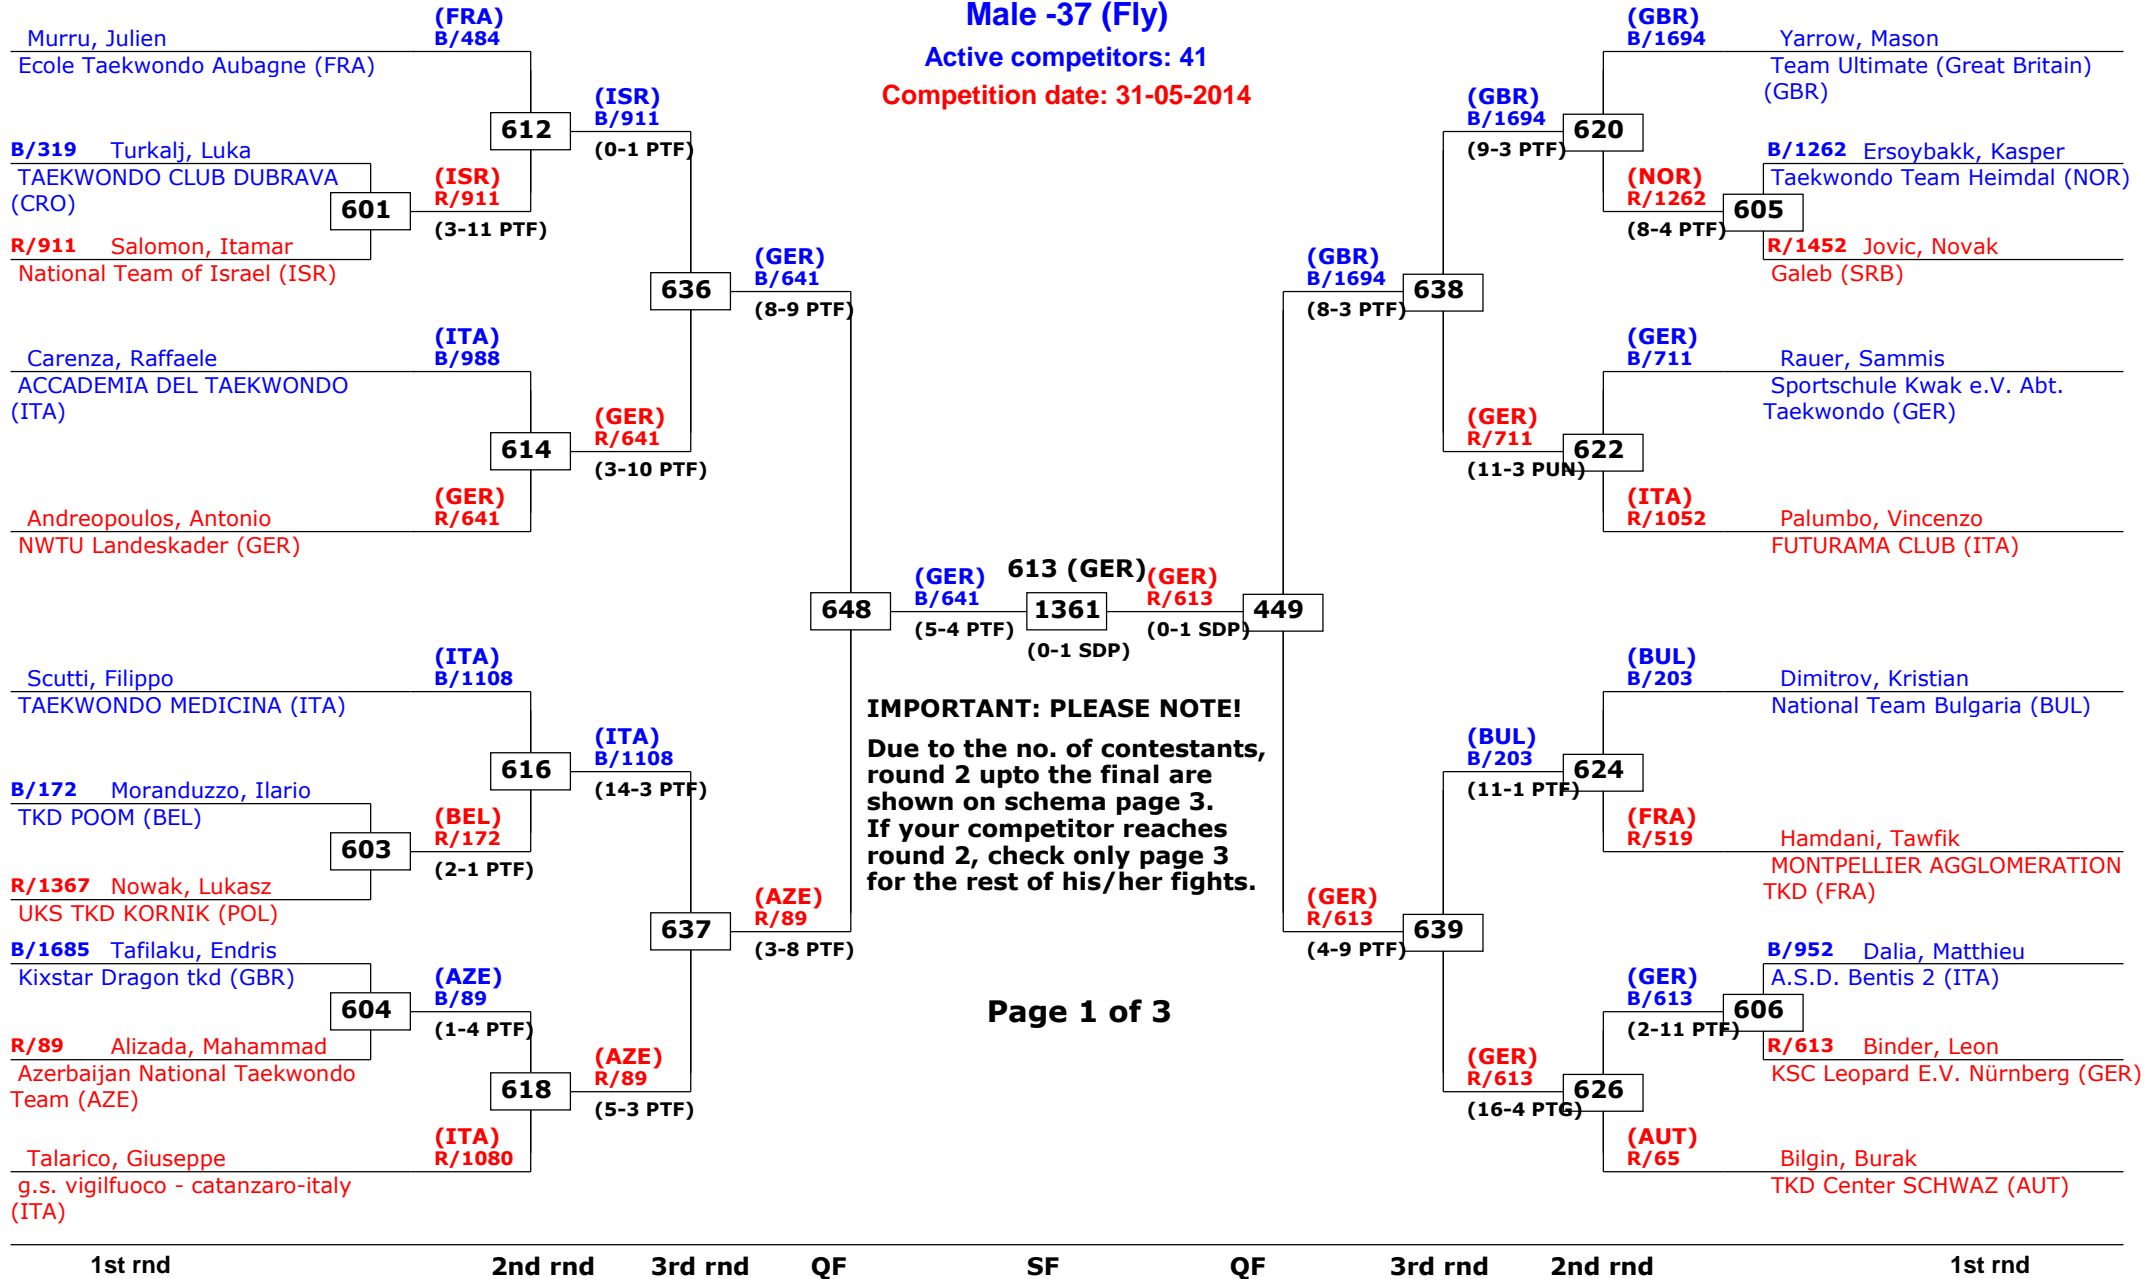 Male -37 (Fly)
Active competitors: 41
Competition date: 31-05-2014
(FRA)
B/484
Murru, Julien
Ecole Taekwondo Aubagne (FRA)
612
(ISR)
B/911
(0-1 PTF)
B/319 Turkalj, Luka
TAEKWONDO CLUB DUBRAVA
(CRO)
601
(ISR)
R/911
(3-11 PTF)
R/911 Salomon, Itamar
National Team of Israel (ISR)
636
(GER)
B/641
(8-9 PTF)
(ITA)
B/988
Carenza, Raffaele
ACCADEMIA DEL TAEKWONDO
(ITA)
614
(GER)
R/641
(3-10 PTF)
(GER)
R/641
Andreopoulos, Antonio
NWTU Landeskader (GER)
648
(GER)
B/641
(5-4 PTF)
613 (GER)
1361
(0-1 SDP)
(GER)
R/613
(0-1 SDP)
449
(ITA)
B/1108
Scutti, Filippo
TAEKWONDO MEDICINA (ITA)
616
(ITA)
B/1108
(14-3 PTF)
B/172 Moranduzzo, Ilario
TKD POOM (BEL)
603
(BEL)
R/172
(2-1 PTF)
R/1367 Nowak, Lukasz
UKS TKD KORNIK (POL)
637
(AZE)
R/89
(3-8 PTF)
B/1685 Tafilaku, Endris
Kixstar Dragon tkd (GBR)
604
(AZE)
B/89
(1-4 PTF)
R/89 Alizada, Mahammad
Azerbaijan National Taekwondo
Team (AZE)
618
(AZE)
R/89
(5-3 PTF)
(ITA)
R/1080
Talarico, Giuseppe
g.s. vigilfuoco - catanzaro-italy
(ITA)
IMPORTANT: PLEASE NOTE!
Due to the no. of contestants,
round 2 upto the final are
shown on schema page 3.
If your competitor reaches
round 2, check only page 3
for the rest of his/her fights.
Page 1 of 3
(GBR)
B/1694
Yarrow, Mason
Team Ultimate (Great Britain)
(GBR)
(GBR)
B/1694
(9-3 PTF)
620
B/1262 Ersoybakk, Kasper
Taekwondo Team Heimdal (NOR)
(NOR)
R/1262
(8-4 PTF)
605
R/1452 Jovic, Novak
Galeb (SRB)
(GBR)
B/1694
(8-3 PTF)
638
(GER)
B/711
Rauer, Sammis
Sportschule Kwak e.V. Abt.
Taekwondo (GER)
(GER)
R/711
(11-3 PUN)
622
(ITA)
R/1052
Palumbo, Vincenzo
FUTURAMA CLUB (ITA)
(BUL)
B/203
Dimitrov, Kristian
National Team Bulgaria (BUL)
(BUL)
B/203
(11-1 PTF)
624
(FRA)
R/519
Hamdani, Tawfik
MONTPELLIER AGGLOMERATION
TKD (FRA)
(GER)
R/613
(4-9 PTF)
639
B/952 Dalia, Matthieu
A.S.D. Bentis 2 (ITA)
(GER)
B/613
(2-11 PTF)
606
R/613 Binder, Leon
KSC Leopard E.V. Nürnberg (GER)
(GER)
R/613
(16-4 PTG)
626
(AUT)
R/65
Bilgin, Burak
TKD Center SCHWAZ (AUT)
1st rnd 2nd rnd 3rd rnd QF SF QF 3rd rnd 2nd rnd 1st rnd